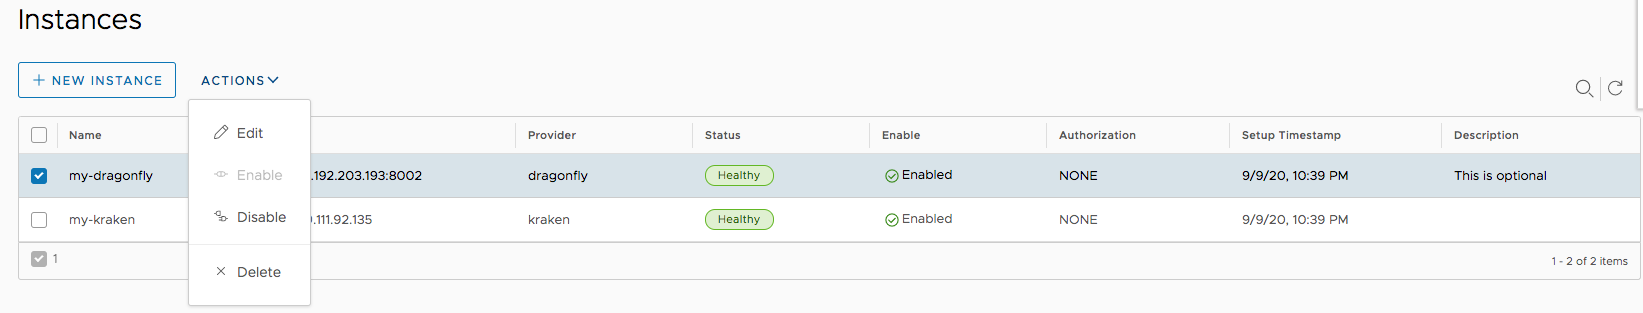 Instances
+ NEW INSTANCE ACTIONS
Name Provider Status Enable Authorization Setup Timestamp Description
Edit
my-dragonfly .192.203.193:8002 dragonfly Healthy Enabled NONE 9/9/20, 10:39 PM This is optional
Enable
my-kraken .111.92.135 kraken Healthy Enabled NONE 9/9/20, 10:39 PM
Disable
1 1 - 2 of 2 items
Delete